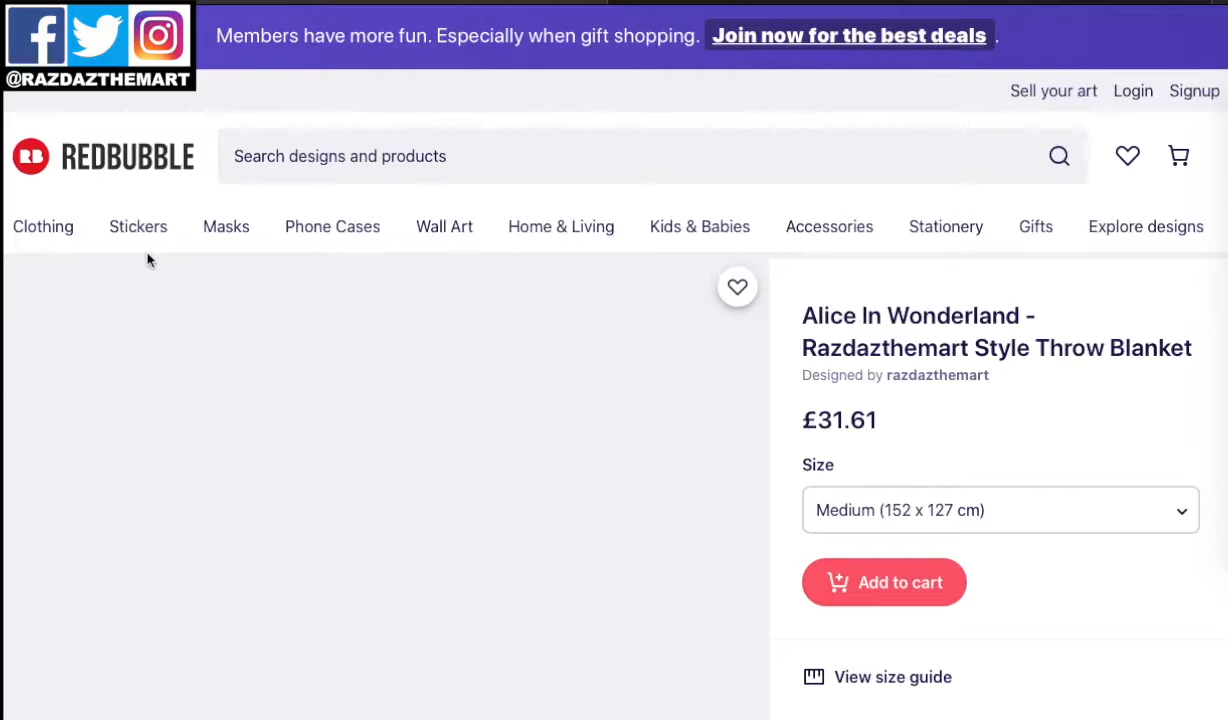 Members have more fun. Especially when gift shopping. Join now for the best deals.
@RAZDAZTHEMART
Sell your art Login Signup
RB REDBUBBLE Search designs and products
Clothing Stickers Masks Phone Cases Wall Art Home & Living Kids & Babies Accessories Stationery Gifts Explore designs
Alice In Wonderland -
Razdazthemart Style Throw Blanket
Designed by razdazthemart
£31.61
Size
Medium (152 x 127 cm)
Add to cart
View size guide